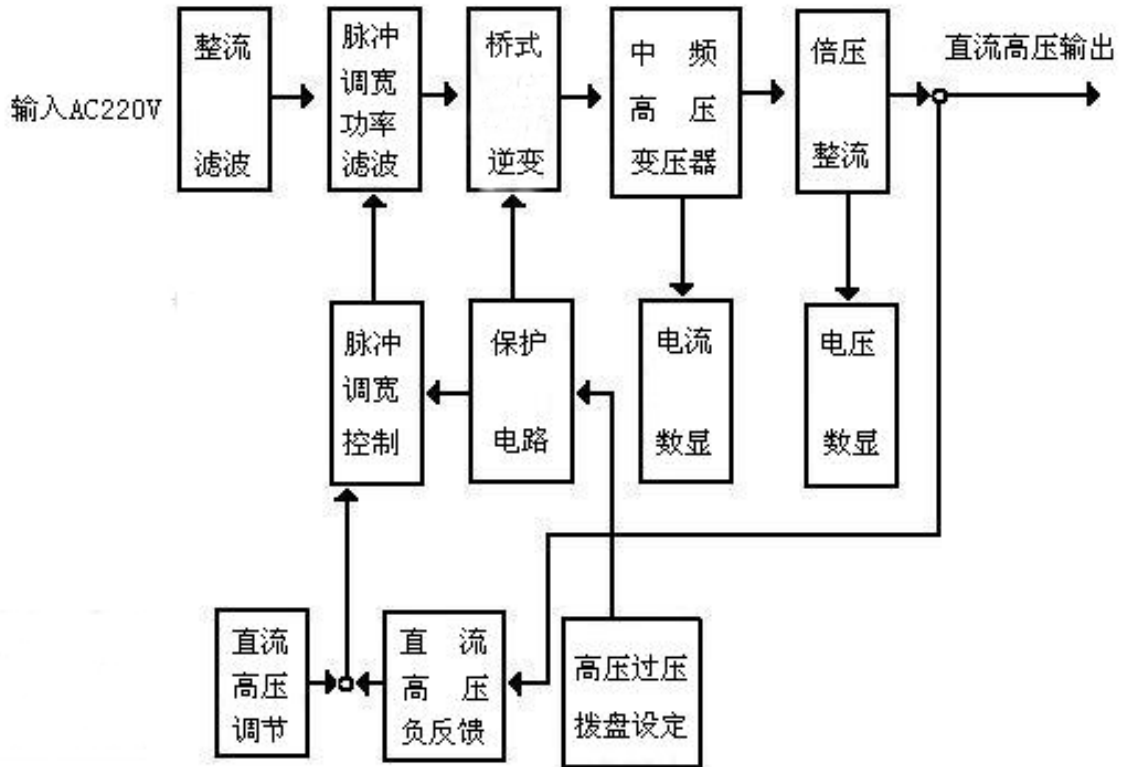 输入AC220V
整流
滤波
脉冲
调宽
功率
滤波
桥式
逆变
中 频
高 压
变压器
倍压
整流
直流高压输出
脉冲
调宽
控制
保护
电路
电流
数显
电压
数显
直流
高压
调节
直 流
高 压
负反馈
高压过压
拨盘设定